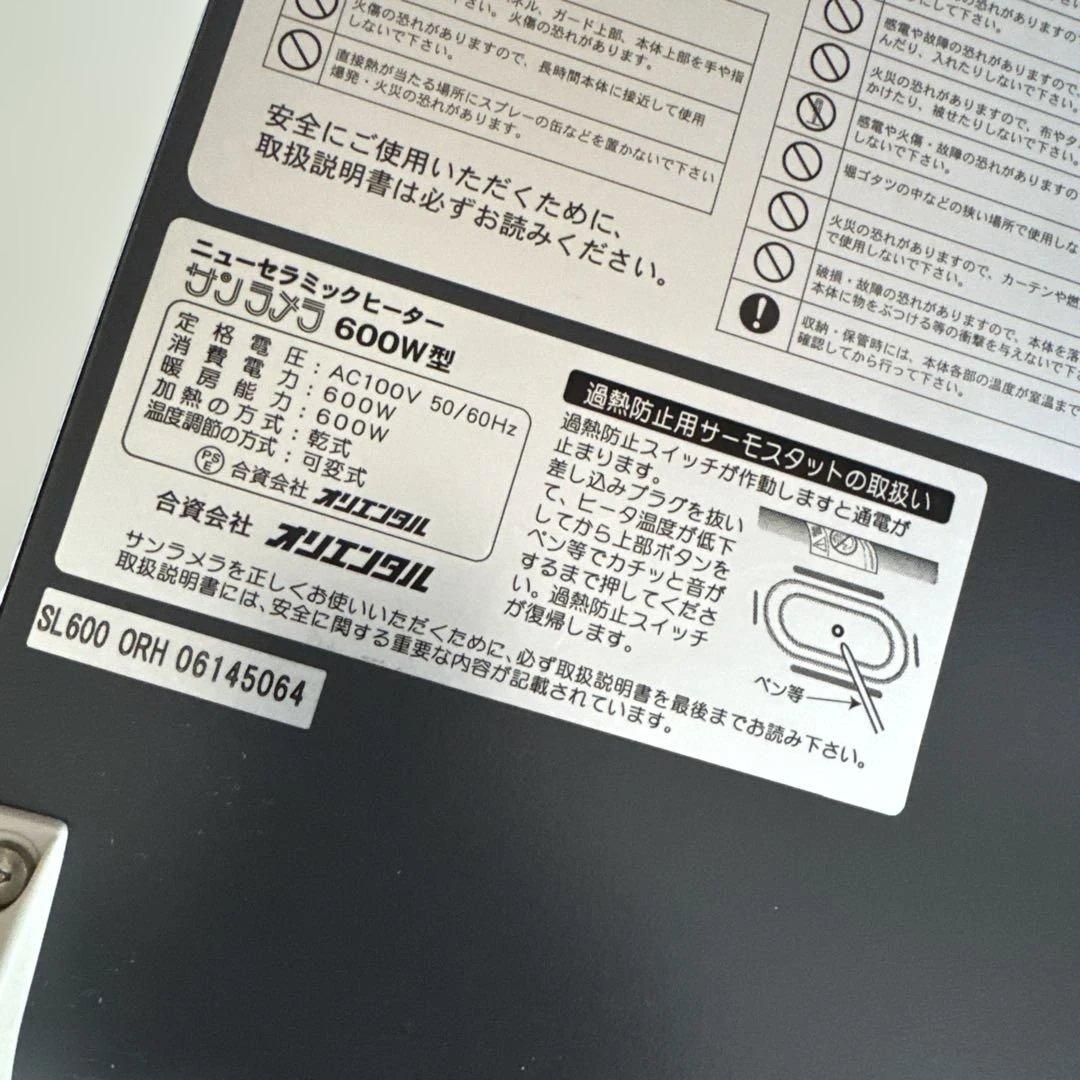 ネル、ガード上部、本体上部を手や指
火傷の恐れがあります。
火傷の恐れがありますので、長時間本体に接近して使用
しないで下さい。
直接熱が当たる場所にスプレーの缶などを置かないで下さい
爆発・火災の恐れがあります。
安全にご使用いただくために、
取扱説明書は必ずお読みください。
感電や故障の恐れがありますので、
んだり、入れたりしないで下さい。
火災の恐れがありますので、布やタ
かけたり、被せたりしないで下さい。
感電や火傷・故障の恐れがありますの
しないで下さい。
堀ゴタツの中などの狭い場所で使用しな
火災の恐れがありますので、カーテンや燃
で使用しないで下さい。
破損・故障の恐れがありますので、本体を落
本体に物をぶつける等の衝撃を与えないで下
収納・保管時には、本体各部の温度が室温まで
確認してから行って下さい。
ニューセラミックヒーター
サンラメラ 600W型
定格電圧：AC100V 50/60Hz
消費電力：600W
暖房能力：600W
加熱の方式：乾式
温度調節の方式：可変式
PSE 合資会社 オリエンタル
合資会社 オリエンタル
サンラメラを正しくお使いいただくために、必ず取扱説明書を最後までお読み下さい。
取扱説明書には、安全に関する重要な内容が記載されています。
過熱防止用サーモスタットの取扱い
過熱防止スイッチが作動しますと通電が
止まります。
差し込みプラグを抜い
て、ヒータ温度が低下
してから上部ボタンを
ペン等でカチッと音が
するまで押してくださ
い。過熱防止スイッチ
が復帰します。
ペン等
SL600 ORH 06145064